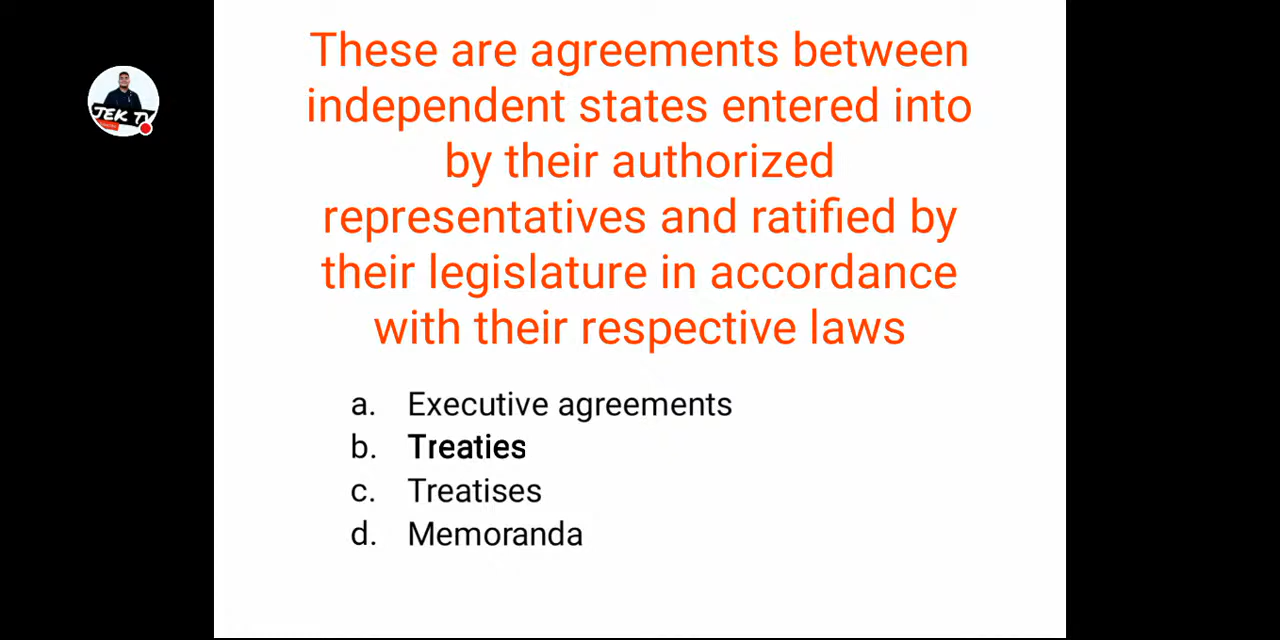 These are agreements between
independent states entered into
by their authorized
representatives and ratified by
their legislature in accordance
with their respective laws
JEK TV
a. Executive agreements
b. Treaties
c. Treatises
d. Memoranda